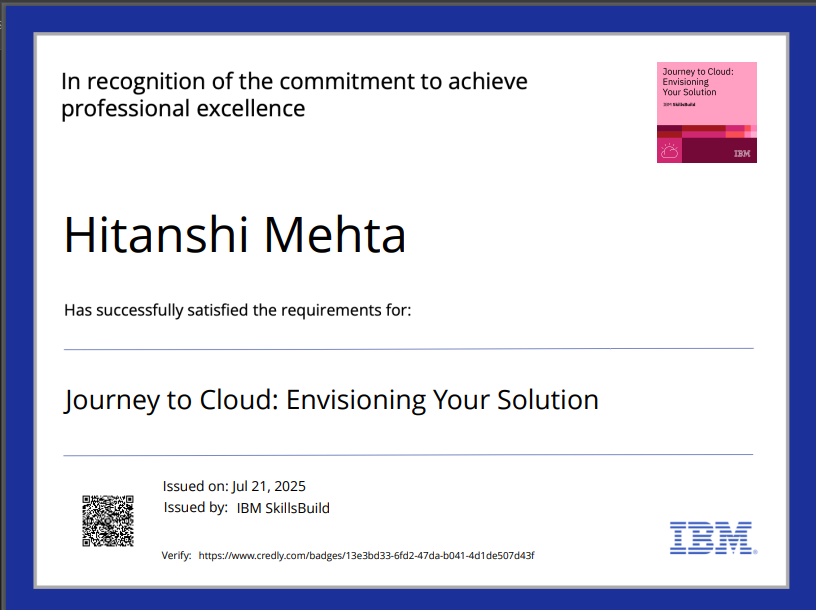 In recognition of the commitment to achieve
professional excellence
Journey to Cloud:
Envisioning
Your Solution
IBM SkillsBuild
IBM
Hitanshi Mehta
Has successfully satisfied the requirements for:
Journey to Cloud: Envisioning Your Solution
Issued on: Jul 21, 2025
Issued by: IBM SkillsBuild
Verify: https://www.credly.com/badges/13e3bd33-6fd2-47da-b041-4d1de507d43f
IBM